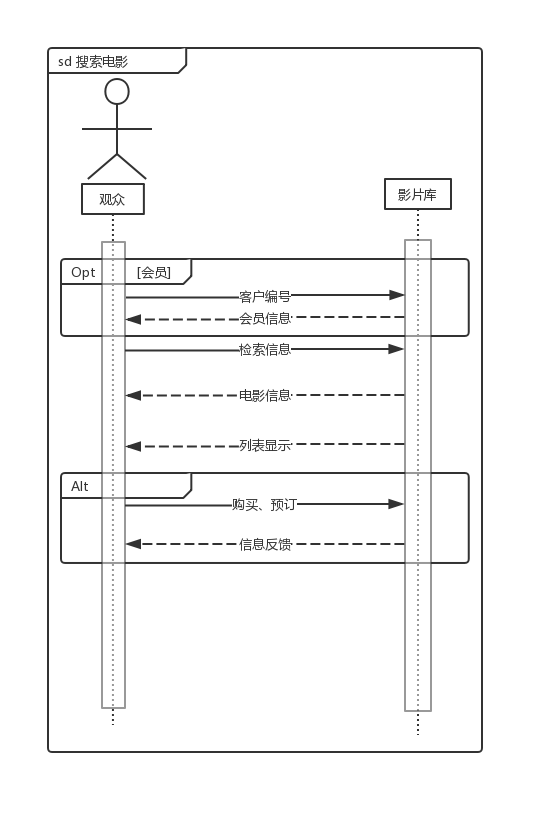 sd 搜索电影
观众
影片库
Opt
[会员]
客户编号
会员信息
检索信息
电影信息
列表显示
Alt
购买、预订
信息反馈